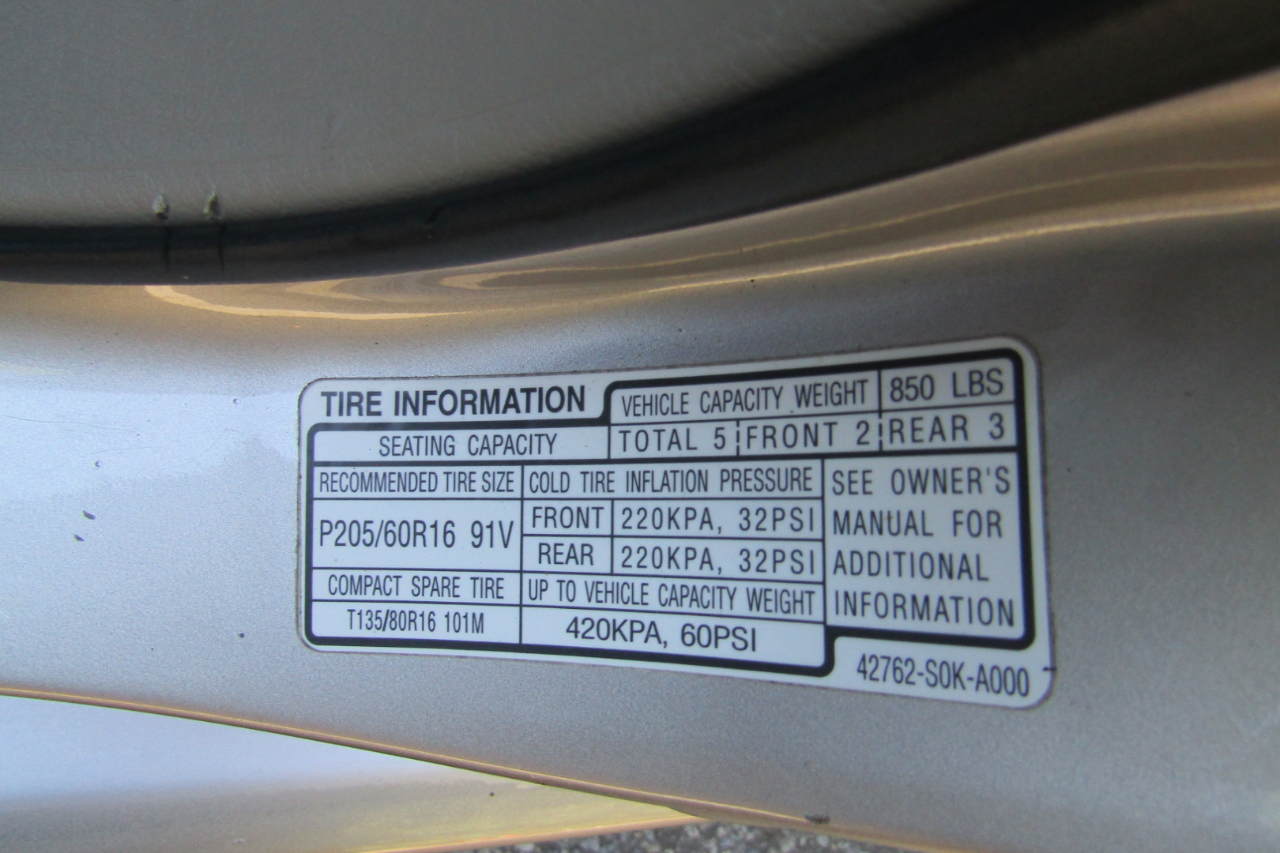 TIRE INFORMATION
VEHICLE CAPACITY WEIGHT 850 LBS
SEATING CAPACITY TOTAL 5 FRONT 2 REAR 3
RECOMMENDED TIRE SIZE
P205/60R16 91V
COLD TIRE INFLATION PRESSURE
FRONT 220KPA, 32PSI
REAR 220KPA, 32PSI
SEE OWNER'S
MANUAL FOR
ADDITIONAL
INFORMATION
COMPACT SPARE TIRE
T135/80R16 101M
UP TO VEHICLE CAPACITY WEIGHT
420KPA, 60PSI
42762-S0K-A000